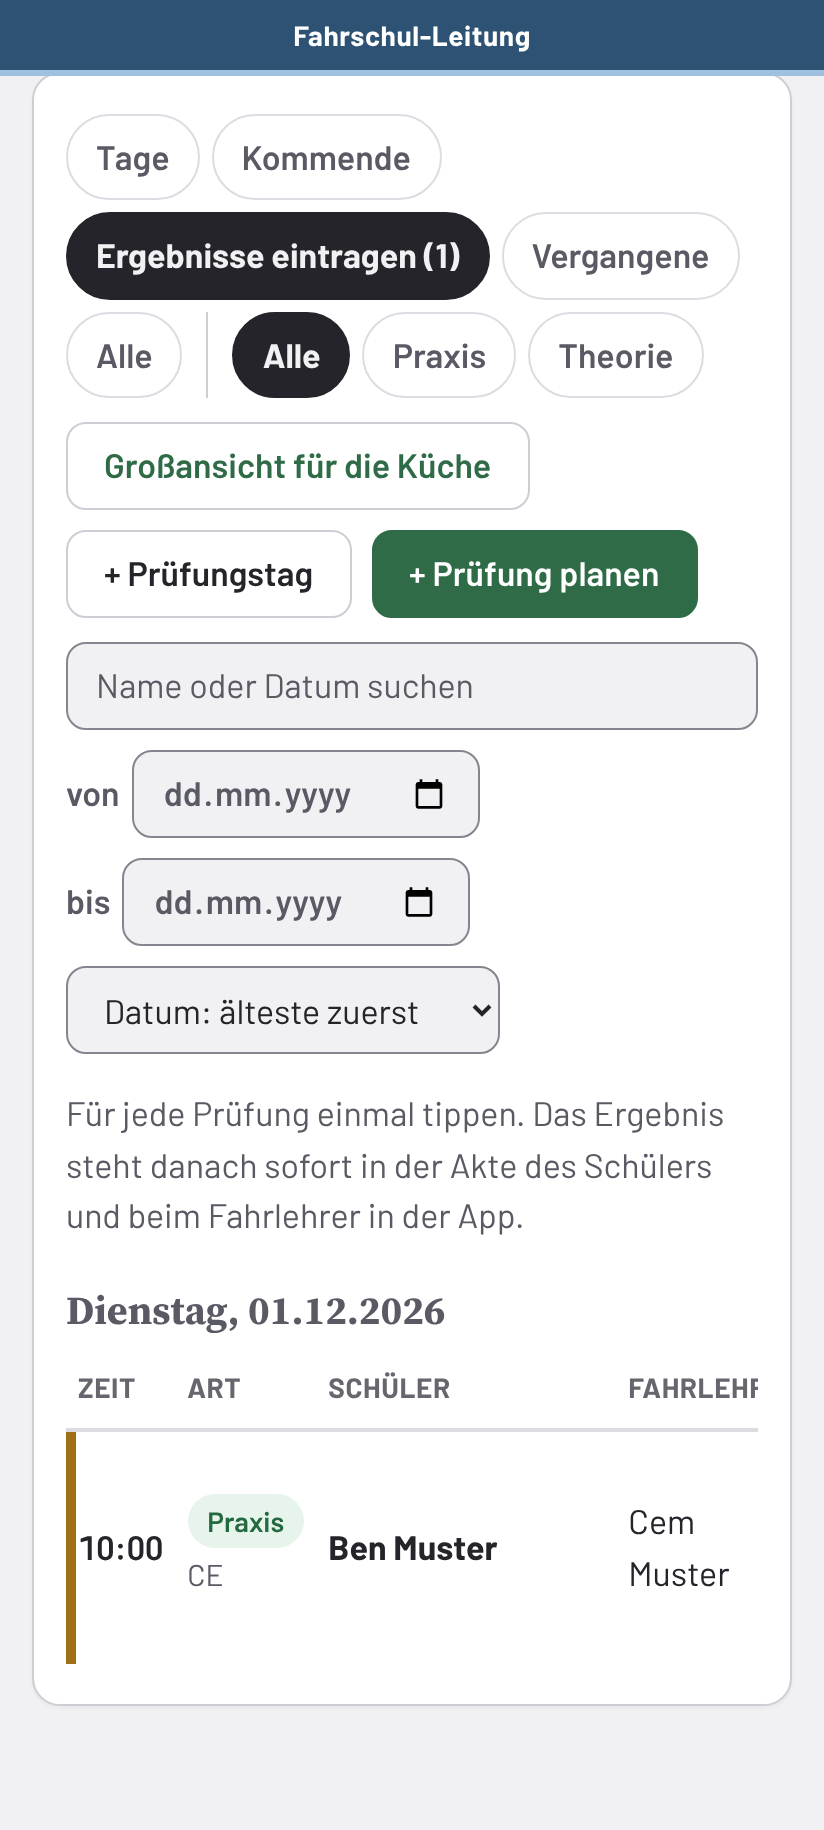 Fahrschul-Leitung
Tage Kommende
Ergebnisse eintragen (1) Vergangene
Alle Alle Praxis Theorie
Großansicht für die Küche
+ Prüfungstag + Prüfung planen
Name oder Datum suchen
von dd.mm.yyyy
bis dd.mm.yyyy
Datum: älteste zuerst
Für jede Prüfung einmal tippen. Das Ergebnis
steht danach sofort in der Akte des Schülers
und beim Fahrlehrer in der App.
Dienstag, 01.12.2026
ZEIT ART SCHÜLER FAHRLEHR
10:00 Praxis CE Ben Muster Cem Muster